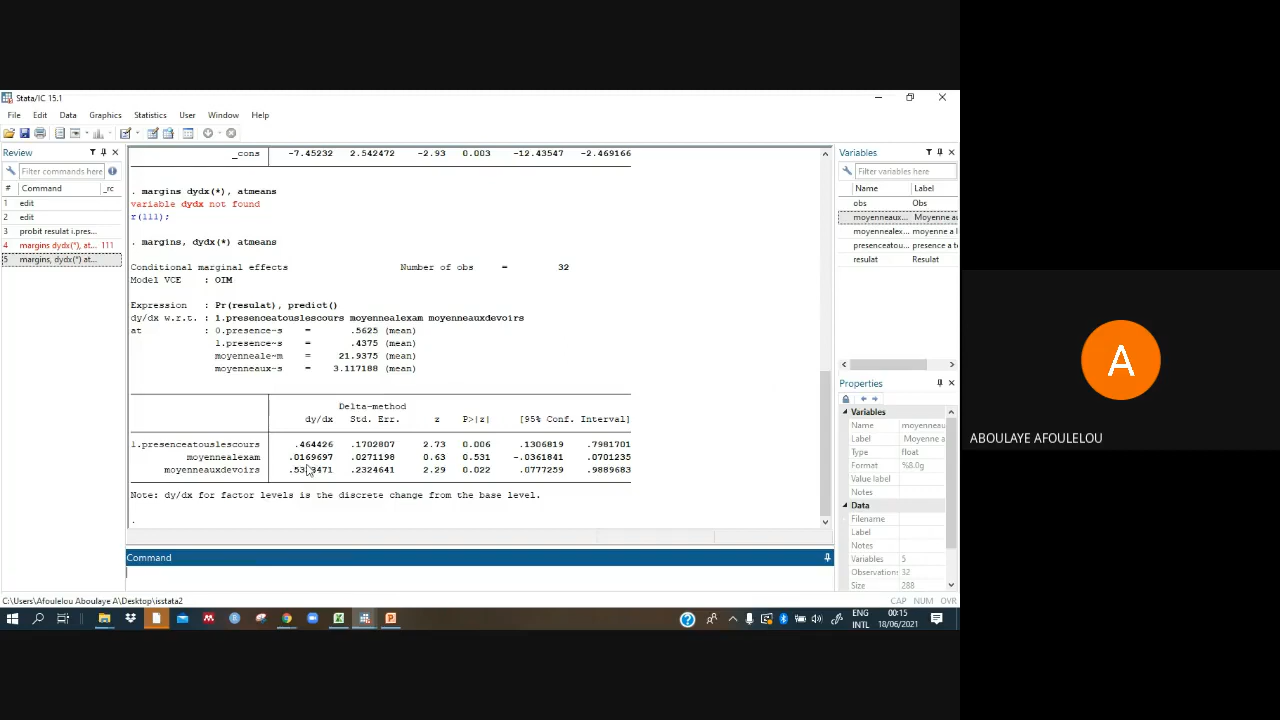 Stata/IC 15.1
File Edit Data Graphics Statistics User Window Help
Review
Filter commands here
# Command _rc
1 edit
2 edit
3 probit resulat i.pres...
4 margins dydx(*), at... 111
5 margins, dydx(*) at...
_cons -7.45232 2.542472 -2.93 0.003 -12.43547 -2.469166
. margins dydx(*), atmeans
variable dydx not found
r(111);
. margins, dydx(*) atmeans
Conditional marginal effects Number of obs = 32
Model VCE : OIM
Expression : Pr(resulat), predict()
dy/dx w.r.t. : 1.presenceatouslescours moyennealexam moyenneauxdevoirs
at : 0.presence~s = .5625 (mean)
1.presence~s = .4375 (mean)
moyenneale~m = 21.9375 (mean)
moyenneaux~s = 3.117188 (mean)
Delta-method
dy/dx Std. Err. z P>|z| [95% Conf. Interval]
1.presenceatouslescours .464426 .1702807 2.73 0.006 .1306819 .7981701
moyennealexam .0169697 .0271198 0.63 0.531 -.0361841 .0701235
moyenneauxdevoirs .2324641 2.29 0.022 .0777259 .9889683
Note: dy/dx for factor levels is the discrete change from the base level.
.
Command
C:\Users\Afoulelou Aboulaye A\Desktop\isstata2
Variables
Filter variables here
Name Label
obs Obs
moyenneaux... Moyenne au
moyennealex... moyenne a l
presenceatou... presence a t
resulat Resulat
Properties
Variables
Name moyenneau
Label Moyenne a
Type float
Format %8.0g
Value label
Notes
Data
Filename
Label
Notes
Variables 5
Observations 32
Size 288
CAP NUM OVR
ENG
INTL
00:15
18/06/2021
A
ABOULAYE AFOULELOU